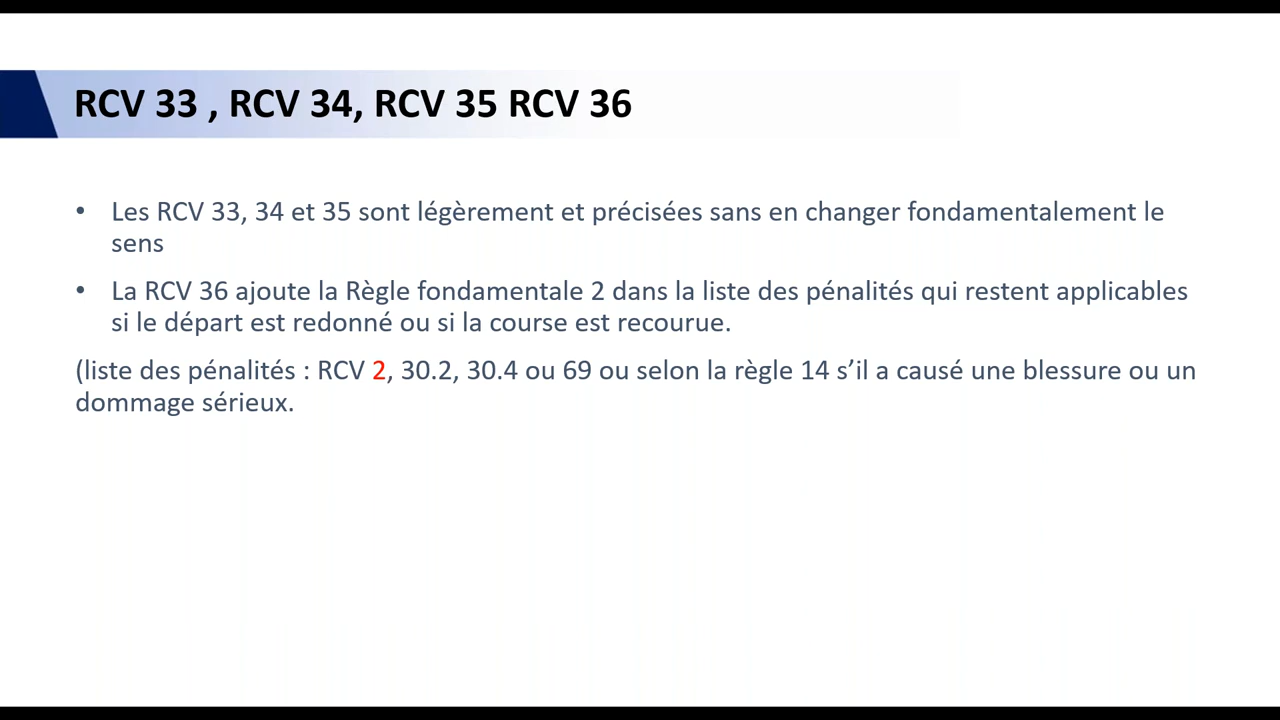 RCV 33 , RCV 34, RCV 35 RCV 36
• Les RCV 33, 34 et 35 sont légèrement et précisées sans en changer fondamentalement le
sens
• La RCV 36 ajoute la Règle fondamentale 2 dans la liste des pénalités qui restent applicables
si le départ est redonné ou si la course est recourue.
(liste des pénalités : RCV 2, 30.2, 30.4 ou 69 ou selon la règle 14 s’il a causé une blessure ou un
dommage sérieux.